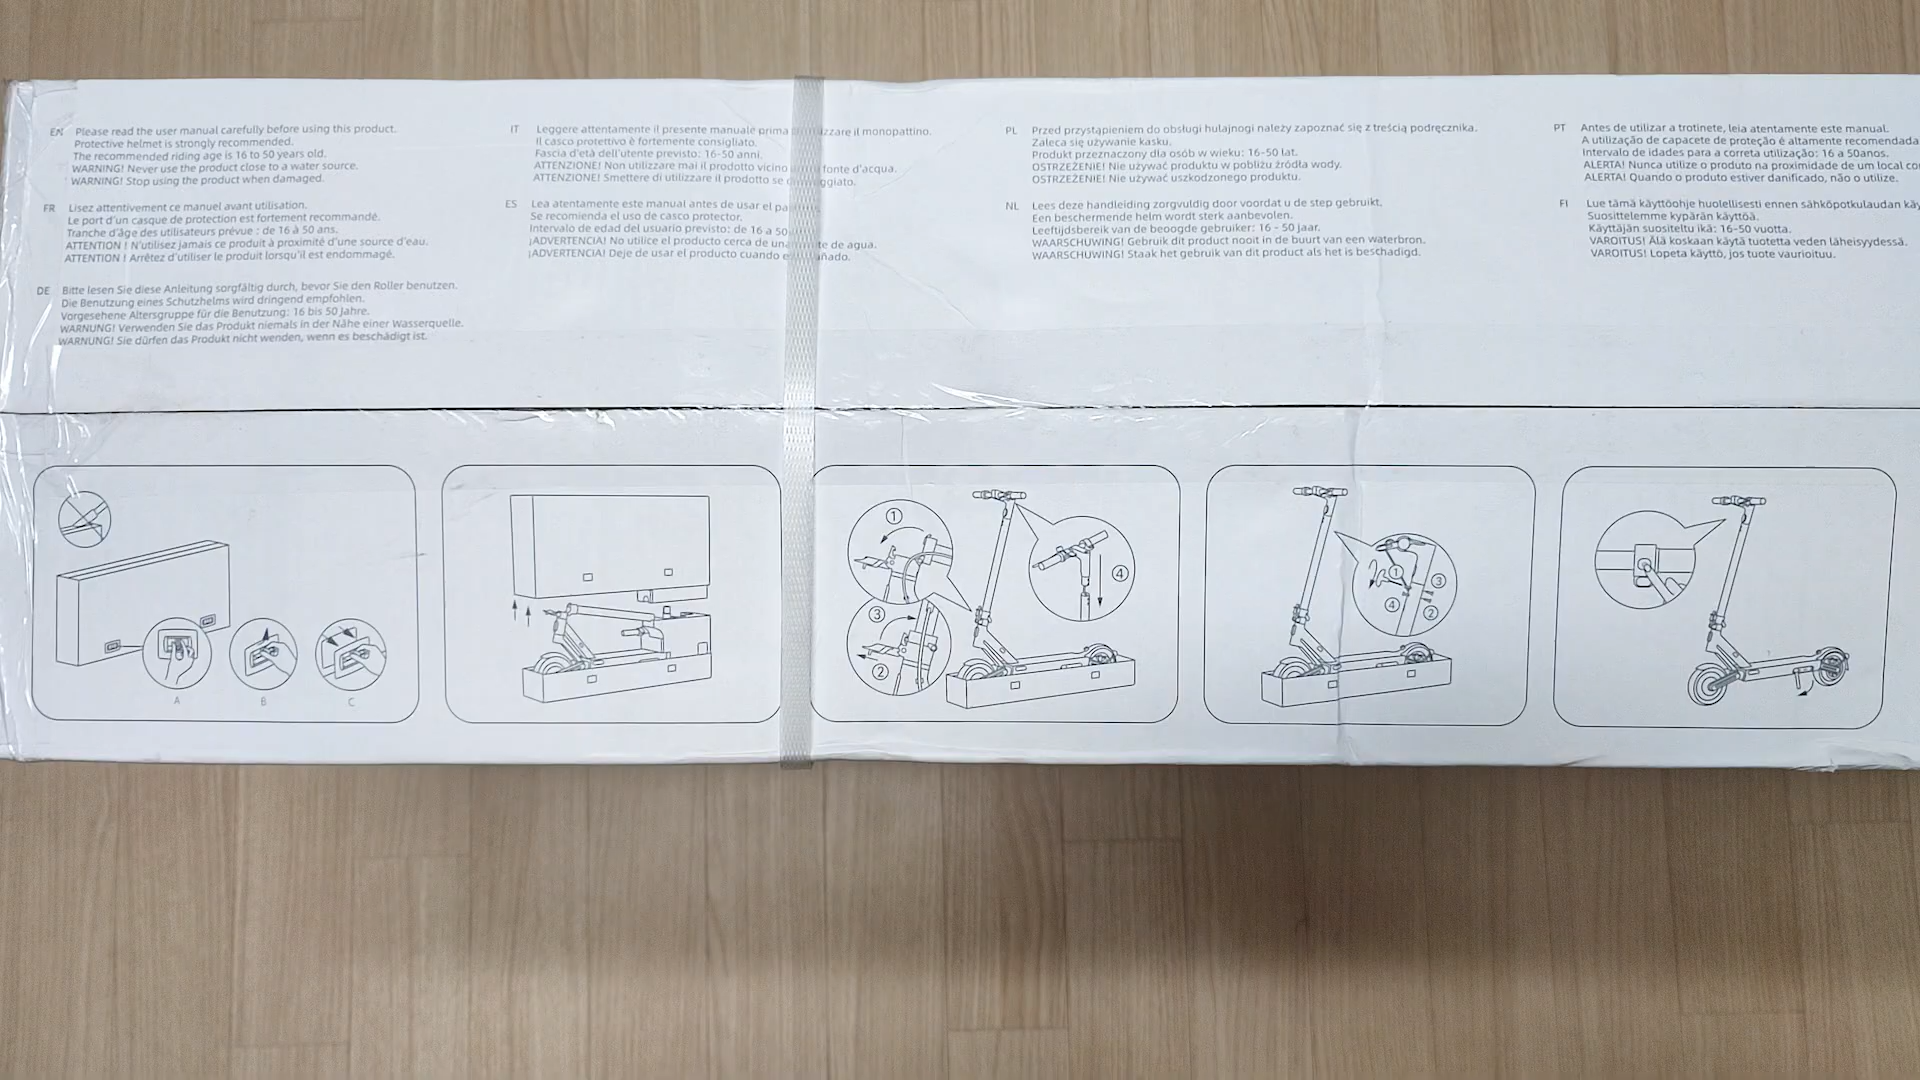 EN Please read the user manual carefully before using this product.
Protective helmet is strongly recommended.
The recommended riding age is 16 to 50 years old.
WARNING! Never use the product close to a water source.
WARNING! Stop using the product when damaged.
FR Lisez attentivement ce manuel avant utilisation.
Le port d'un casque de protection est fortement recommandé.
Tranche d'âge des utilisateurs prévue : de 16 à 50 ans.
ATTENTION ! N'utilisez jamais ce produit à proximité d'une source d'eau.
ATTENTION ! Arrêtez d'utiliser le produit lorsqu'il est endommagé.
DE Bitte lesen Sie diese Anleitung sorgfältig durch, bevor Sie den Roller benutzen.
Die Benutzung eines Schutzhelms wird dringend empfohlen.
Vorgesehene Altersgruppe für die Benutzung: 16 bis 50 Jahre.
WARNUNG! Verwenden Sie das Produkt niemals in der Nähe einer Wasserquelle.
WARNUNG! Sie dürfen das Produkt nicht wenden, wenn es beschädigt ist.
IT Leggere attentamente il presente manuale prima il monopattino.
Il casco protettivo è fortemente consigliato.
Fascia d'età dell'utente previsto: 16-50 anni.
ATTENZIONE! Non utilizzare mai il prodotto vicino fonte d'acqua.
ATTENZIONE! Smettere di utilizzare il prodotto se
ES Lea atentamente este manual antes de usar el
Se recomienda el uso de casco protector.
Intervalo de edad del usuario previsto: de 16 a 50
¡ADVERTENCIA! No utilice el producto cerca de de agua.
¡ADVERTENCIA! Deje de usar el producto cuando
PL Przed przystąpieniem do obsługi hulajnogi należy zapoznać się z treścią podręcznika.
Zaleca się używanie kasku.
Produkt przeznaczony dla osób w wieku: 16-50 lat.
OSTRZEŻENIE! Nie używać produktu w pobliżu źródła wody.
OSTRZEŻENIE! Nie używać uszkodzonego produktu.
NL Lees deze handleiding zorgvuldig door voordat u de step gebruikt.
Een beschermende helm wordt sterk aanbevolen.
Leeftijdsbereik van de beoogde gebruiker: 16 - 50 jaar.
WAARSCHUWING! Gebruik dit product nooit in de buurt van een waterbron.
WAARSCHUWING! Staak het gebruik van dit product als het is beschadigd.
PT Antes de utilizar a trotinete, leia atentamente este manual.
A utilização de capacete de proteção é altamente recomendada
Intervalo de idades para a correta utilização: 16 a 50anos.
ALERTA! Nunca utilize o produto na proximidade de um local
ALERTA! Quando o produto estiver danificado, não o utilize.
FI Lue tämä käyttöohje huolellisesti ennen sähköpotkulaudan
Suosittelemme kypärän käyttöä.
Käyttäjän suositeltu ikä: 16-50 vuotta.
VAROITUS! Älä koskaan käytä tuotetta veden läheisyydessä.
VAROITUS! Lopeta käyttö, jos tuote vaurioituu.
A B C
① ③ ② ④
① ③ ④ ②